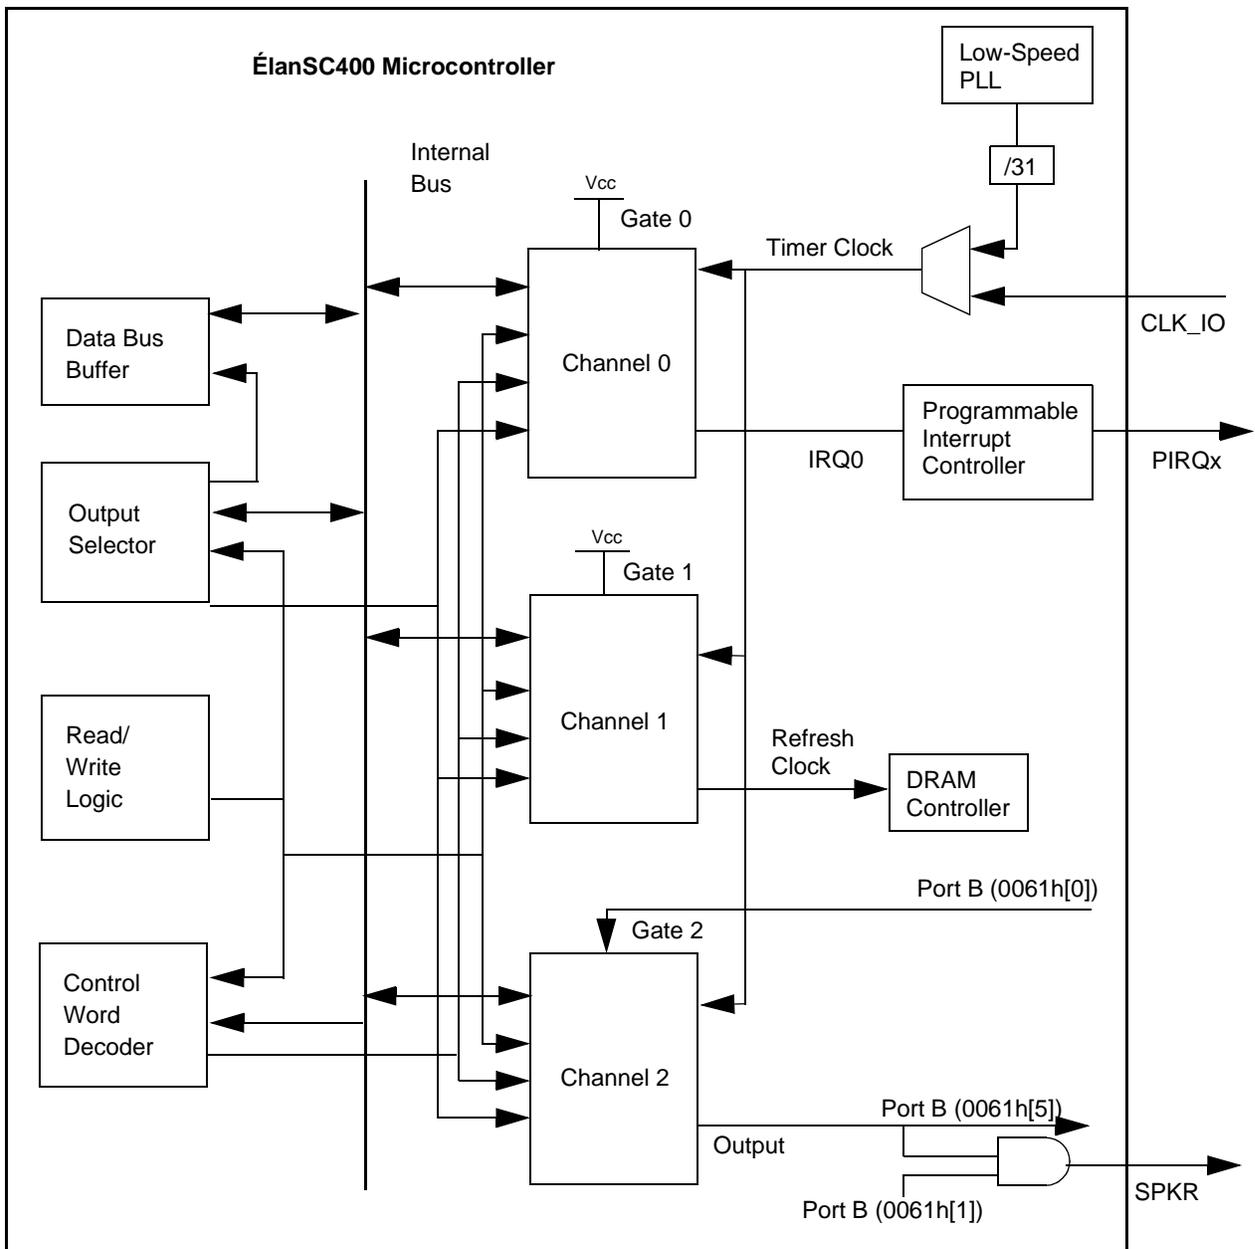 ÉlanSC400 Microcontroller
Low-Speed
PLL
/31
Internal
Bus
Vcc
Gate 0
Timer Clock
CLK_IO
Data Bus
Buffer
Channel 0
Programmable
Interrupt
Controller
IRQ0
PIRQx
Output
Selector
Vcc
Gate 1
Read/
Write
Logic
Channel 1
Refresh
Clock
DRAM
Controller
Port B (0061h[0])
Gate 2
Control
Word
Decoder
Channel 2
Port B (0061h[5])
Output
SPKR
Port B (0061h[1])